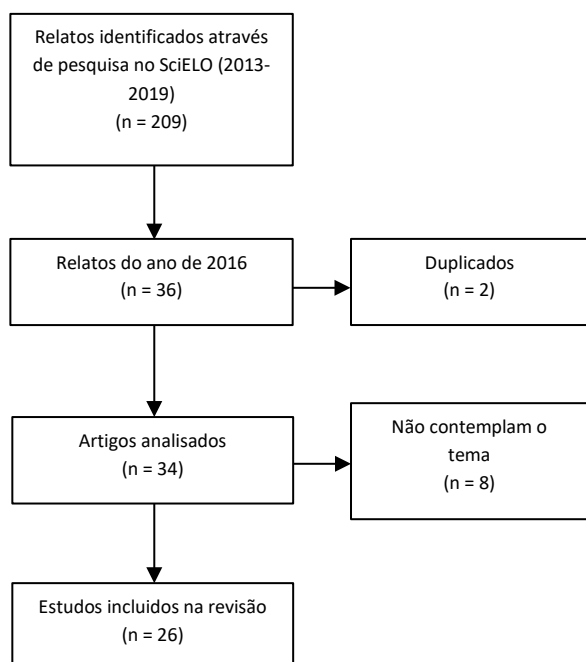 Relatos identificados através
de pesquisa no SciELO (2013-
2019)
(n = 209)
Relatos do ano de 2016
(n = 36)
Duplicados
(n = 2)
Artigos analisados
(n = 34)
Não contemplam o
tema
(n = 8)
Estudos incluidos na revisão
(n = 26)